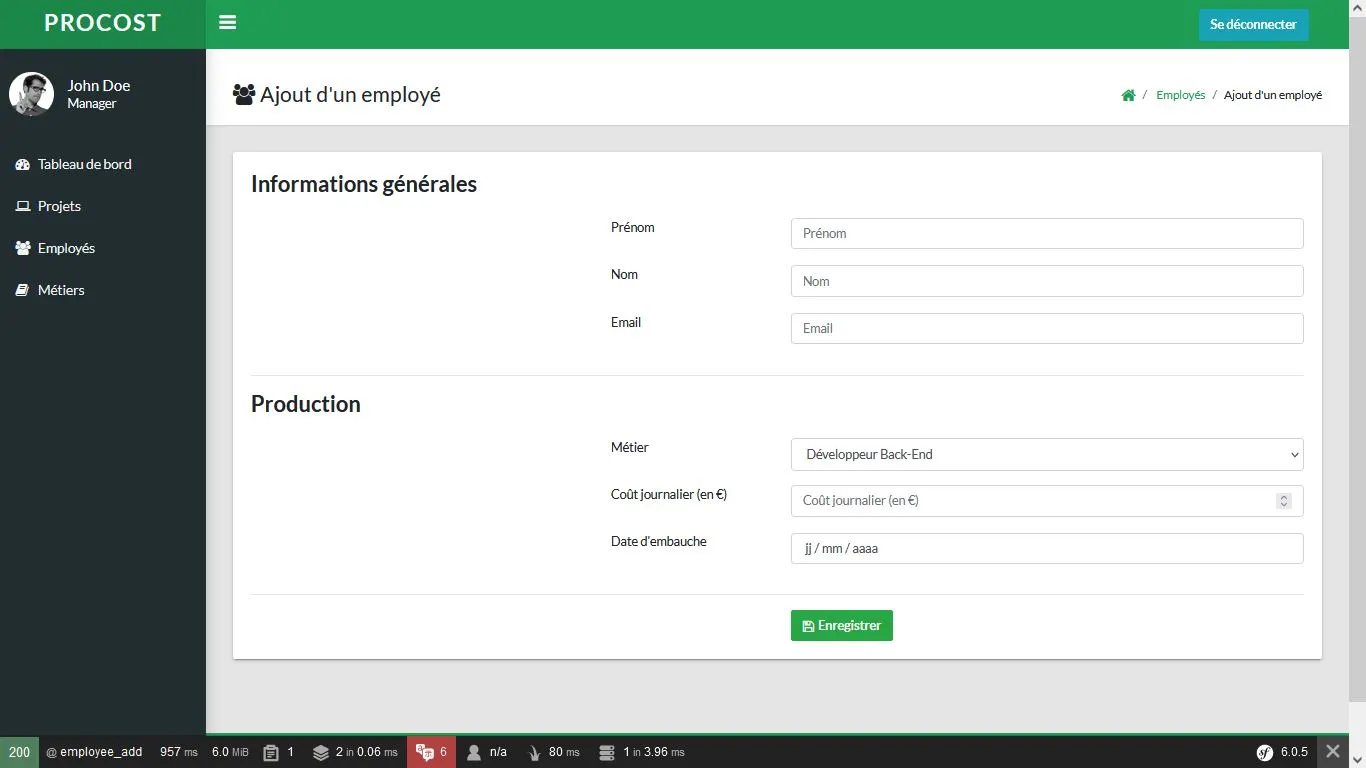 PROCOST
Se déconnecter
John Doe
Manager
Tableau de bord
Projets
Employés
Métiers
Ajout d'un employé
/ Employés / Ajout d'un employé
Informations générales
Prénom
Prénom
Nom
Nom
Email
Email
Production
Métier
Développeur Back-End
Coût journalier (en €)
Coût journalier (en €)
Date d'embauche
jj / mm / aaaa
Enregistrer
200 @ employee_add 957 ms 6.0 MiB 1 2 in 0.06 ms 6 n/a 80 ms 1 in 3.96 ms sf 6.0.5